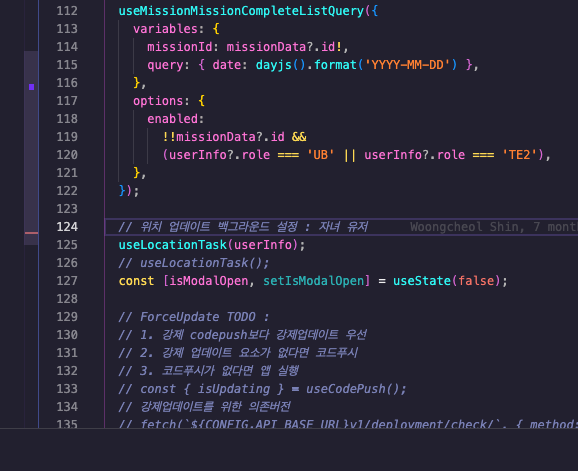 112 useMissionMissionCompleteListQuery({
113 variables: {
114 missionId: missionData?.id!,
115 query: { date: dayjs().format('YYYY-MM-DD') },
116 },
117 options: {
118 enabled:
119 !!missionData?.id &&
120 (userInfo?.role === 'UB' || userInfo?.role === 'TE2'),
121 },
122 });
123
124 // 위치 업데이트 백그라운드 설정 : 자녀 유저 Woongcheol Shin, 7 mont
125 useLocationTask(userInfo);
126 // useLocationTask();
127 const [isModalOpen, setIsModalOpen] = useState(false);
128
129 // ForceUpdate TODO :
130 // 1. 강제 codepush보다 강제업데이트 우선
131 // 2. 강제 업데이트 요소가 없다면 코드푸시
132 // 3. 코드푸시가 없다면 앱 실행
133 // const { isUpdating } = useCodePush();
134 // 강제업데이트를 위한 의존버전
135 // fetch(`${CONFIG.API_BASE_URL}v1/deployment/check/`, { method: